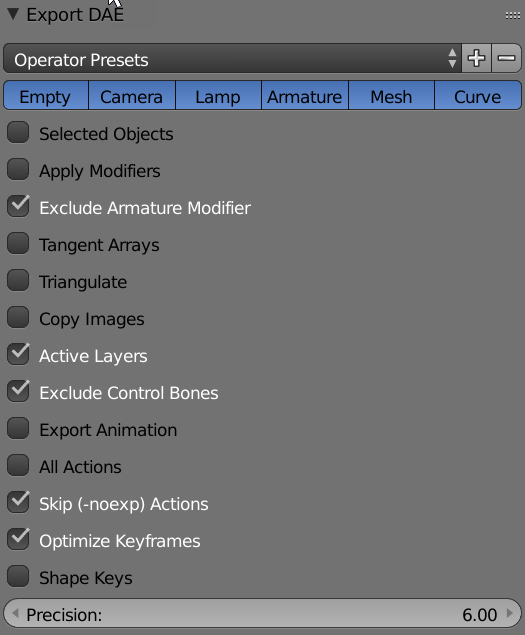 Export DAE
Operator Presets
Empty Camera Lamp Armature Mesh Curve
Selected Objects
Apply Modifiers
Exclude Armature Modifier
Tangent Arrays
Triangulate
Copy Images
Active Layers
Exclude Control Bones
Export Animation
All Actions
Skip (-noexp) Actions
Optimize Keyframes
Shape Keys
Precision: 6.00